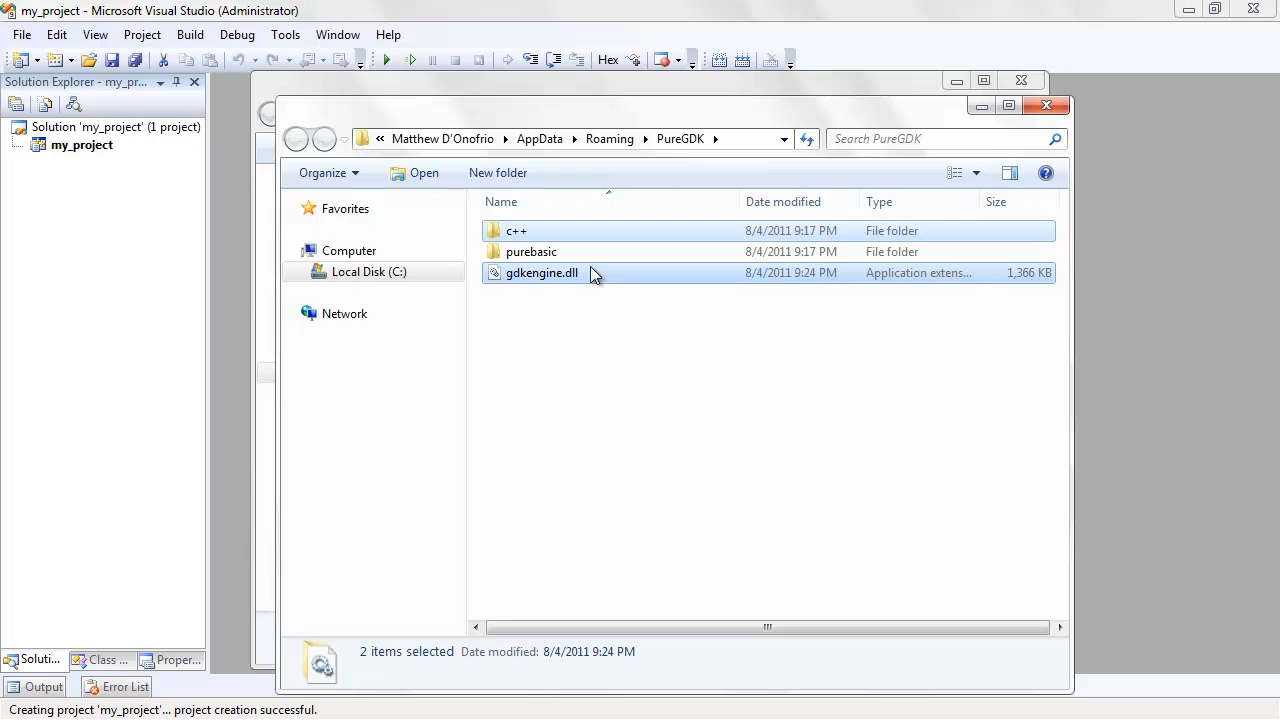 my_project - Microsoft Visual Studio (Administrator)
File Edit View Project Build Debug Tools Window Help
Hex
Solution Explorer - my_pr...
Solution 'my_project' (1 project)
my_project
« Matthew D'Onofrio AppData Roaming PureGDK
Search PureGDK
Organize Open New folder
Name Date modified Type Size
Favorites
Computer
Local Disk (C:)
Network
c++ 8/4/2011 9:17 PM File folder
purebasic 8/4/2011 9:17 PM File folder
gdkengine.dll 8/4/2011 9:24 PM Application extens... 1,366 KB
2 items selected Date modified: 8/4/2011 9:24 PM
Soluti... Class ... Proper...
Output Error List
Creating project 'my_project'... project creation successful.